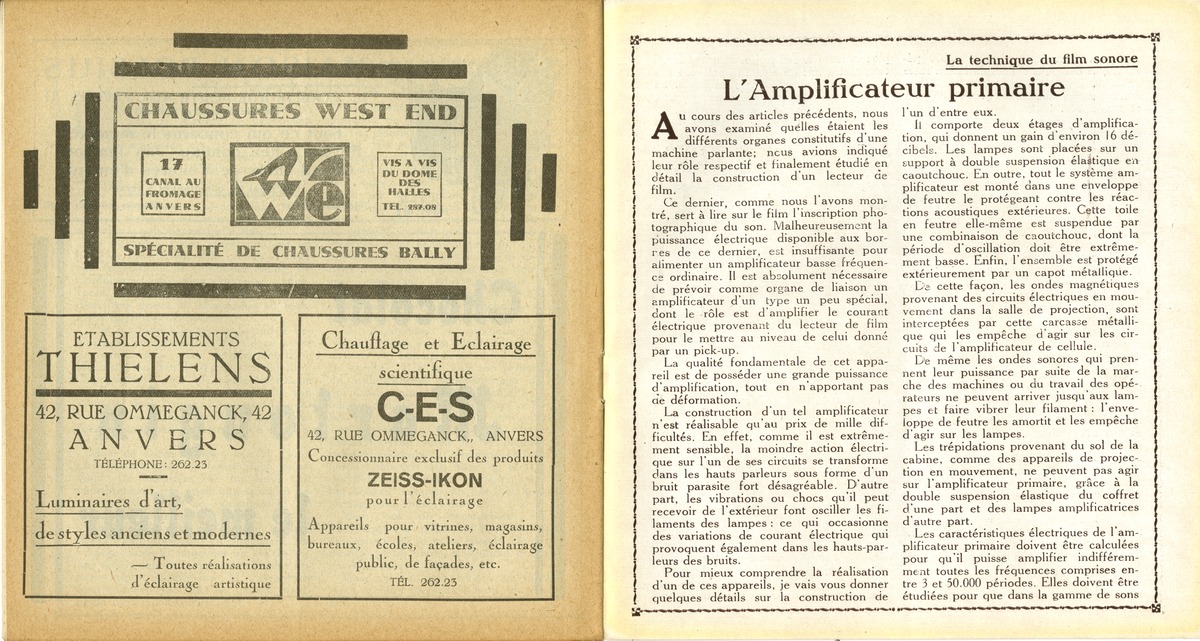 CHAUSSURES WEST END
17
CANAL AU
FROMAGE
ANVERS
We
VIS A VIS
DU DOME
DES
HALLES
TEL. 287.08
SPÉCIALITÉ DE CHAUSSURES BALLY
ETABLISSEMENTS
THIELENS
42, RUE OMMEGANCK, 42
ANVERS
TÉLÉPHONE: 262.23
Luminaires d'art,
de styles anciens et modernes
— Toutes réalisations
d'éclairage artistique
Chauffage et Eclairage
scientifique
C-E-S
42, RUE OMMEGANCK,, ANVERS
Concessionnaire exclusif des produits
ZEISS-IKON
pour l'éclairage
Appareils pour vitrines, magasins,
bureaux, écoles, ateliers, éclairage
public, de façades, etc.
TÉL. 262.23
La technique du film sonore
L'Amplificateur primaire
Au cours des articles précédents, nous
avons examiné quelles étaient les
différents organes constitutifs d'une
machine parlante; nous avions indiqué
leur rôle respectif et finalement étudié en
détail la construction d'un lecteur de
film.
Ce dernier, comme nous l'avons mon-
tré, sert à lire sur le film l'inscription pho-
tographique du son. Malheureusement la
puissance électrique disponible aux bor-
nes de ce dernier, est insuffisante pour
alimenter un amplificateur basse fréquen-
ce ordinaire. Il est absolument nécessaire
de prévoir comme organe de liaison un
amplificateur d'un type un peu spécial,
dont le rôle est d'amplifier le courant
électrique provenant du lecteur de film
pour le mettre au niveau de celui donné
par un pick-up.
La qualité fondamentale de cet appa-
reil est de posséder une grande puissance
d'amplification, tout en n'apportant pas
de déformation.
La construction d'un tel amplificateur
n'est réalisable qu'au prix de mille dif-
ficultés. En effet, comme il est extrême-
ment sensible, la moindre action électri-
que sur l'un de ses circuits se transforme
dans les hauts parleurs sous forme d'un
bruit parasite fort désagréable. D'autre
part, les vibrations ou chocs qu'il peut
recevoir de l'extérieur font osciller les fi-
laments des lampes : ce qui occasionne
des variations de courant électrique qui
provoquent également dans les hauts-par-
leurs des bruits.
Pour mieux comprendre la réalisation
d'un de ces appareils, je vais vous donner
quelques détails sur la construction de
l'un d'entre eux.
Il comporte deux étages d'amplifica-
tion, qui donnent un gain d'environ 16 dé-
cibels. Les lampes sont placées sur un
support à double suspension élastique en
caoutchouc. En outre, tout le système am-
plificateur est monté dans une enveloppe
de feutre le protégeant contre les réac-
tions acoustiques extérieures. Cette toile
en feutre elle-même est suspendue par
une combinaison de caoutchouc, dont la
période d'oscillation doit être extrême-
ment basse. Enfin, l'ensemble est protégé
extérieurement par un capot métallique.
De cette façon, les ondes magnétiques
provenant des circuits électriques en mou-
vement dans la salle de projection, sont
interceptées par cette carcasse métalli-
que qui les empêche d'agir sur les cir-
cuits de l'amplificateur de cellule.
De même les ondes sonores qui pren-
nent leur puissance par suite de la mar-
che des machines ou du travail des opé-
rateurs ne peuvent arriver jusqu'aux lam-
pes et faire vibrer leur filament : l'enve-
loppe de feutre les amortit et les empêche
d'agir sur les lampes.
Les trépidations provenant du sol de la
cabine, comme des appareils de projec-
tion en mouvement, ne peuvent pas agir
sur l'amplificateur primaire, grâce à la
double suspension élastique du coffret
d'une part et des lampes amplificatrices
d'autre part.
Les caractéristiques électriques de l'am-
plificateur primaire doivent être calculées
pour qu'il puisse amplifier indifférem-
ment toutes les fréquences comprises en-
tre 3 et 50.000 périodes. Elles doivent être
étudiées pour que dans la gamme de sons